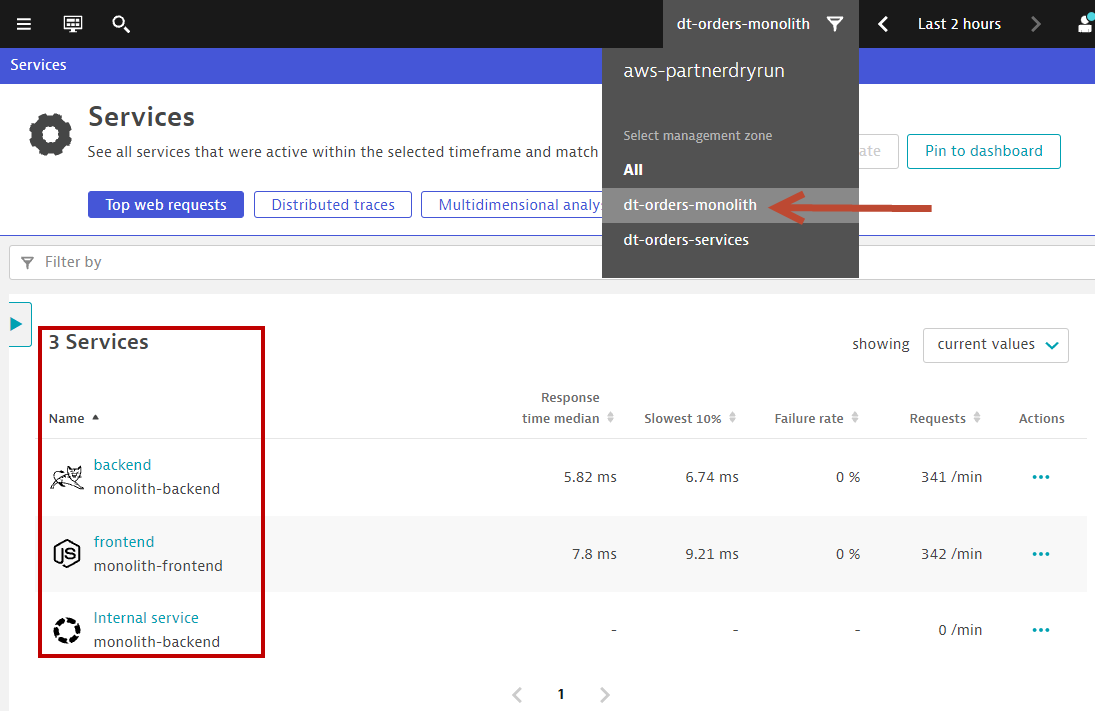 dt-orders-monolith
Last 2 hours
Services
aws-partnerdryrun
Services
See all services that were active within the selected timeframe and match
Select management zone
ate
Pin to dashboard
All
Top web requests
Distributed traces
Multidimensional analy
dt-orders-monolith
dt-orders-services
Filter by
3 Services
showing
current values
Name
Response
time median
Slowest 10%
Failure rate
Requests
Actions
backend
monolith-backend
5.82 ms
6.74 ms
0 %
341 /min
JS
frontend
monolith-frontend
7.8 ms
9.21 ms
0 %
342 /min
Internal service
monolith-backend
-
-
-
0 /min
1